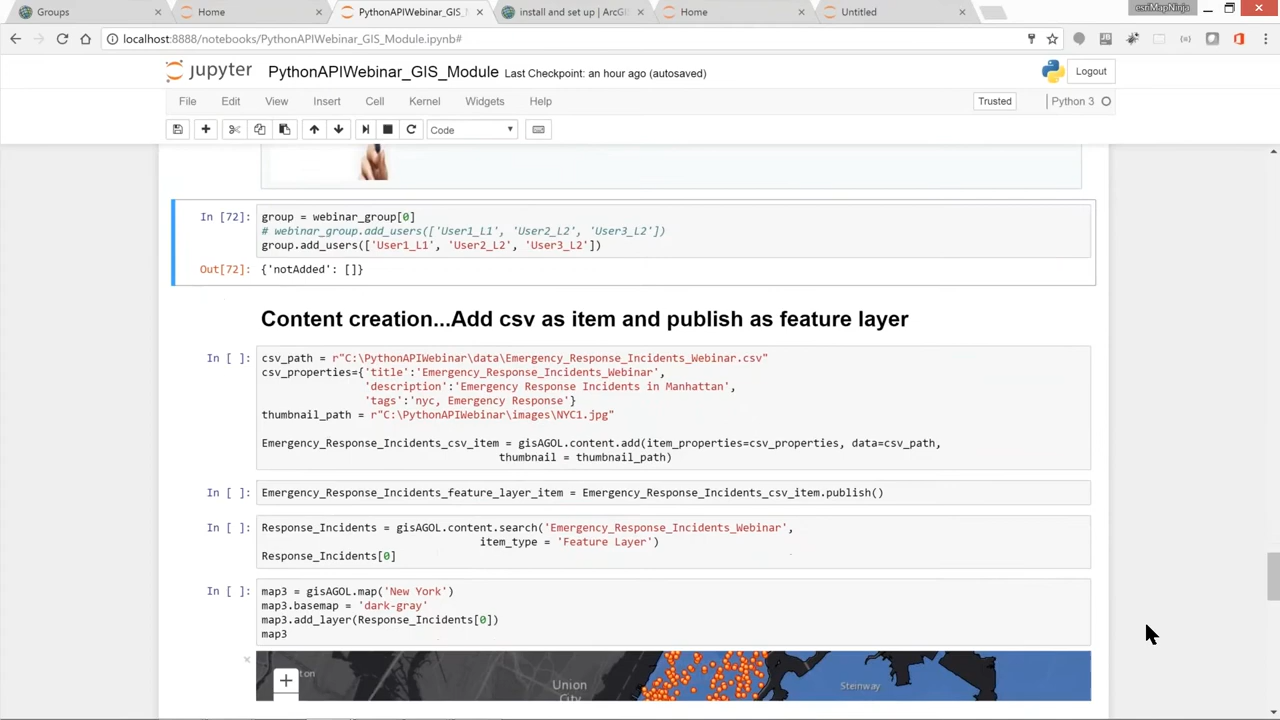 Groups
Home
PythonAPIWebinar_GIS_M
install and set up | ArcGI
Home
Untitled
esriMapNinja
localhost:8888/notebooks/PythonAPIWebinar_GIS_Module.ipynb#
jupyter PythonAPIWebinar_GIS_Module Last Checkpoint: an hour ago (autosaved)
Logout
File Edit View Insert Cell Kernel Widgets Help
Trusted
Python 3
Code
In [72]: group = webinar_group[0]
# webinar_group.add_users(['User1_L1', 'User2_L2', 'User3_L2'])
group.add_users(['User1_L1', 'User2_L2', 'User3_L2'])
Out[72]: {'notAdded': []}
Content creation...Add csv as item and publish as feature layer
In [ ]: csv_path = r"C:\PythonAPIWebinar\data\Emergency_Response_Incidents_Webinar.csv"
csv_properties={'title':'Emergency_Response_Incidents_Webinar',
'description':'Emergency Response Incidents in Manhattan',
'tags':'nyc, Emergency Response'}
thumbnail_path = r"C:\PythonAPIWebinar\images\NYC1.jpg"
Emergency_Response_Incidents_csv_item = gisAGOL.content.add(item_properties=csv_properties, data=csv_path,
thumbnail = thumbnail_path)
In [ ]: Emergency_Response_Incidents_feature_layer_item = Emergency_Response_Incidents_csv_item.publish()
In [ ]: Response_Incidents = gisAGOL.content.search('Emergency_Response_Incidents_Webinar',
item_type = 'Feature Layer')
Response_Incidents[0]
In [ ]: map3 = gisAGOL.map('New York')
map3.basemap = 'dark-gray'
map3.add_layer(Response_Incidents[0])
map3
ton
Union
City
Steinway